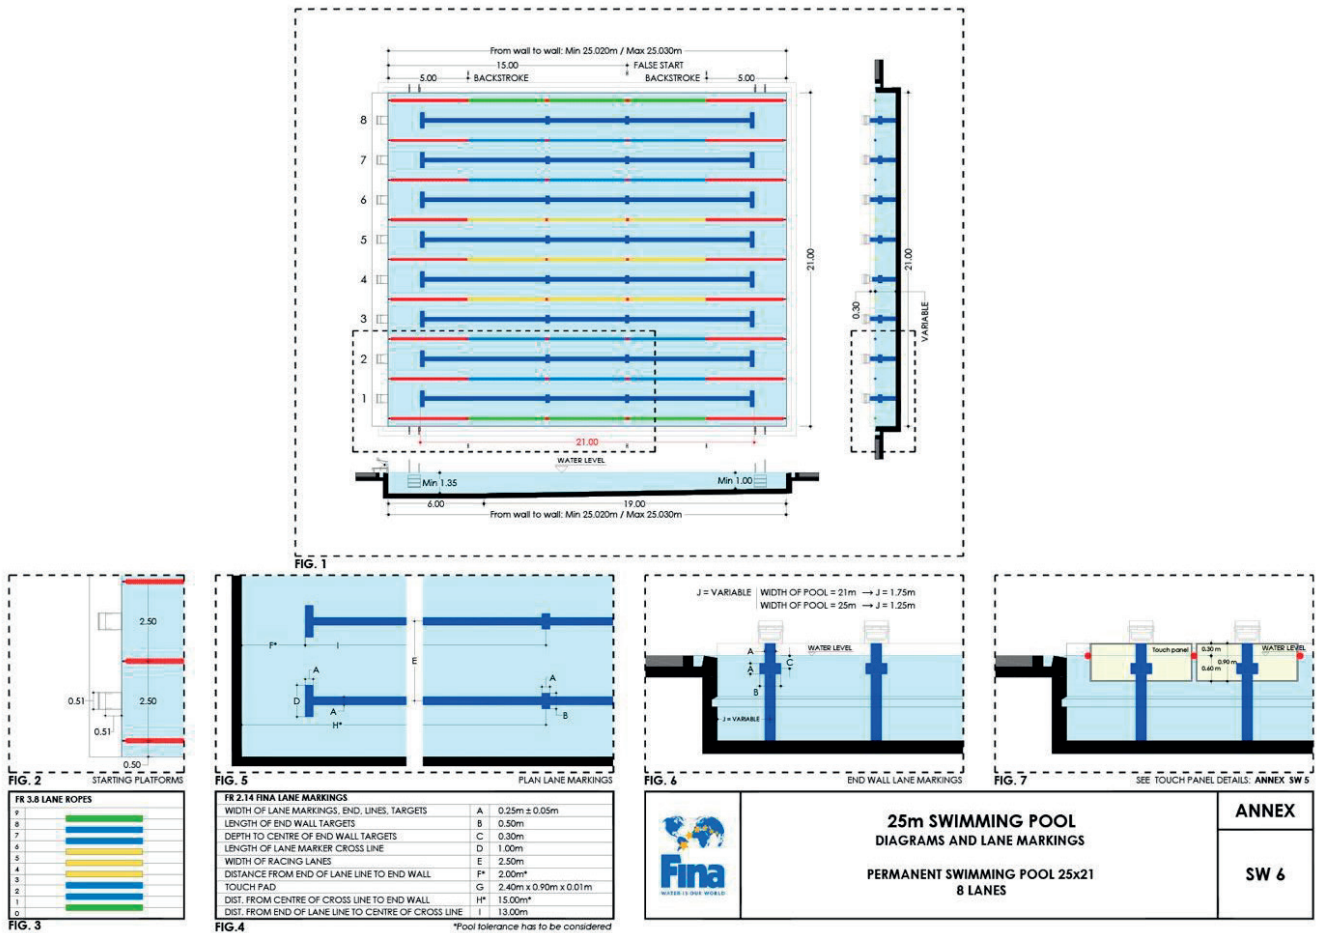 From wall to wall: Min 25.020m / Max 25.030m
15.00 FALSE START
5.00 BACKSTROKE BACKSTROKE 5.00
8
7
6
5
4
3
2
1
21.00
21.00
0.30
VARIABLE
21.00
WATER LEVEL
Min 1.35 Min 1.00
6.00 19.00
From wall to wall: Min 25.020m / Max 25.030m
FIG. 1
2.50
0.51
2.50
0.51
0.50
FIG. 2 STARTING PLATFORMS
F* I
E
A
D
A
H*
A
B
FIG. 5 PLAN LANE MARKINGS
J = VARIABLE WIDTH OF POOL = 21m → J = 1.75m
WIDTH OF POOL = 25m → J = 1.25m
WATER LEVEL
A
C
A
B
J = VARIABLE
FIG. 6 END WALL LANE MARKINGS
Touch panel
0.30 m
0.90 m
0.60 m
WATER LEVEL
FIG. 7 SEE TOUCH PANEL DETAILS: ANNEX SW 5
FR 3.8 LANE ROPES
9
8
7
6
5
4
3
2
1
0
FIG. 3
FR 2.14 FINA LANE MARKINGS
WIDTH OF LANE MARKINGS, END, LINES, TARGETS A 0.25m ± 0.05m
LENGTH OF END WALL TARGETS B 0.50m
DEPTH TO CENTRE OF END WALL TARGETS C 0.30m
LENGTH OF LANE MARKER CROSS LINE D 1.00m
WIDTH OF RACING LANES E 2.50m
DISTANCE FROM END OF LANE LINE TO END WALL F* 2.00m*
TOUCH PAD G 2.40m x 0.90m x 0.01m
DIST. FROM CENTRE OF CROSS LINE TO END WALL H* 15.00m*
DIST. FROM END OF LANE LINE TO CENTRE OF CROSS LINE I 13.00m
FIG.4 *Pool tolerance has to be considered
Fina
WATER IS OUR WORLD
25m SWIMMING POOL
DIAGRAMS AND LANE MARKINGS
PERMANENT SWIMMING POOL 25x21
8 LANES
ANNEX
SW 6